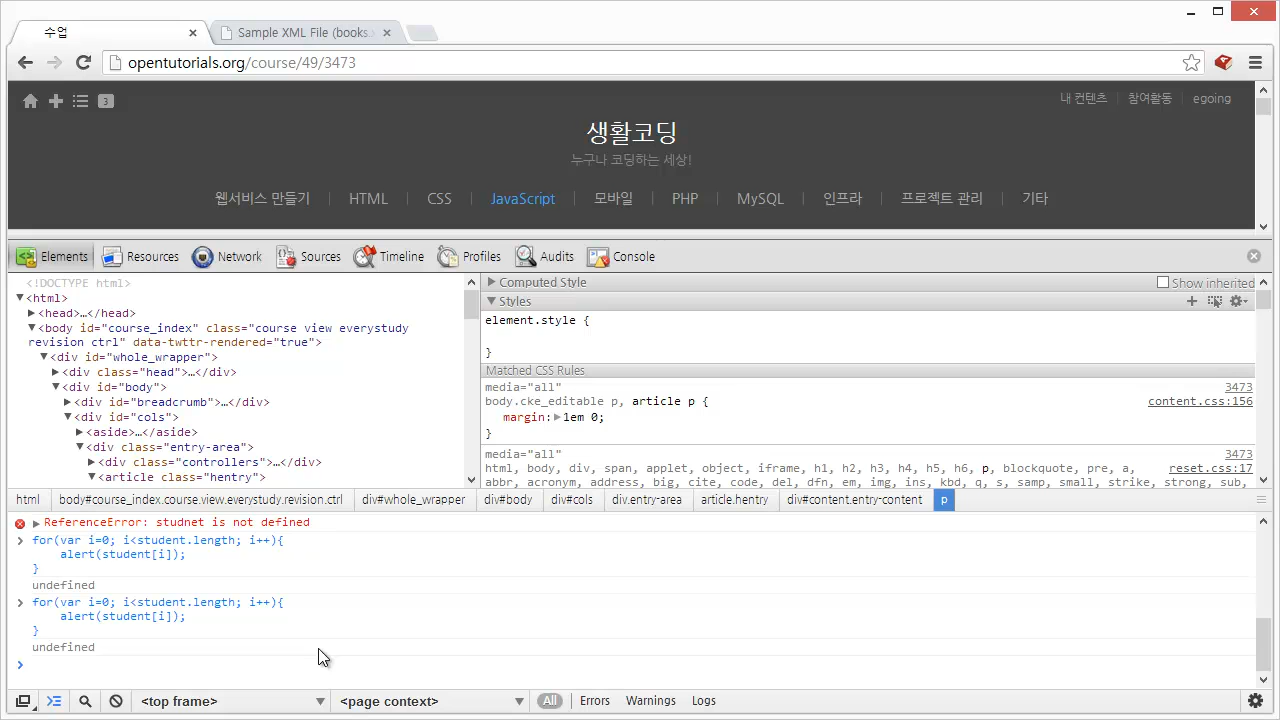 수업
Sample XML File (books.
opentutorials.org/course/49/3473
3
내 컨텐츠 참여활동 egoing
생활코딩
누구나 코딩하는 세상!
웹서비스 만들기 HTML CSS JavaScript 모바일 PHP MySQL 인프라 프로젝트 관리 기타
Elements Resources Network Sources Timeline Profiles Audits Console
<!DOCTYPE html>
<html>
<head>…</head>
<body id="course_index" class="course view everystudy
revision ctrl" data-twttr-rendered="true">
<div id="whole_wrapper">
<div class="head">…</div>
<div id="body">
<div id="breadcrumb">…</div>
<div id="cols">
<aside>…</aside>
<div class="entry-area">
<div class="controllers">…</div>
<article class="hentry">
Computed Style Show inherited
Styles
element.style {
}
Matched CSS Rules
media="all" 3473
body.cke_editable p, article p { content.css:156
margin: 1em 0;
}
media="all" 3473
html, body, div, span, applet, object, iframe, h1, h2, h3, h4, h5, h6, p, blockquote, pre, a, reset.css:17
abbr, acronym, address, big, cite, code, del, dfn, em, img, ins, kbd, q, s, samp, small, strike, strong, sub,
html body#course_index.course.view.everystudy.revision.ctrl div#whole_wrapper div#body div#cols div.entry-area article.hentry div#content.entry-content p
ReferenceError: studnet is not defined
> for(var i=0; i<student.length; i++){
alert(student[i]);
}
undefined
> for(var i=0; i<student.length; i++){
alert(student[i]);
}
undefined
>
<top frame> <page context> All Errors Warnings Logs